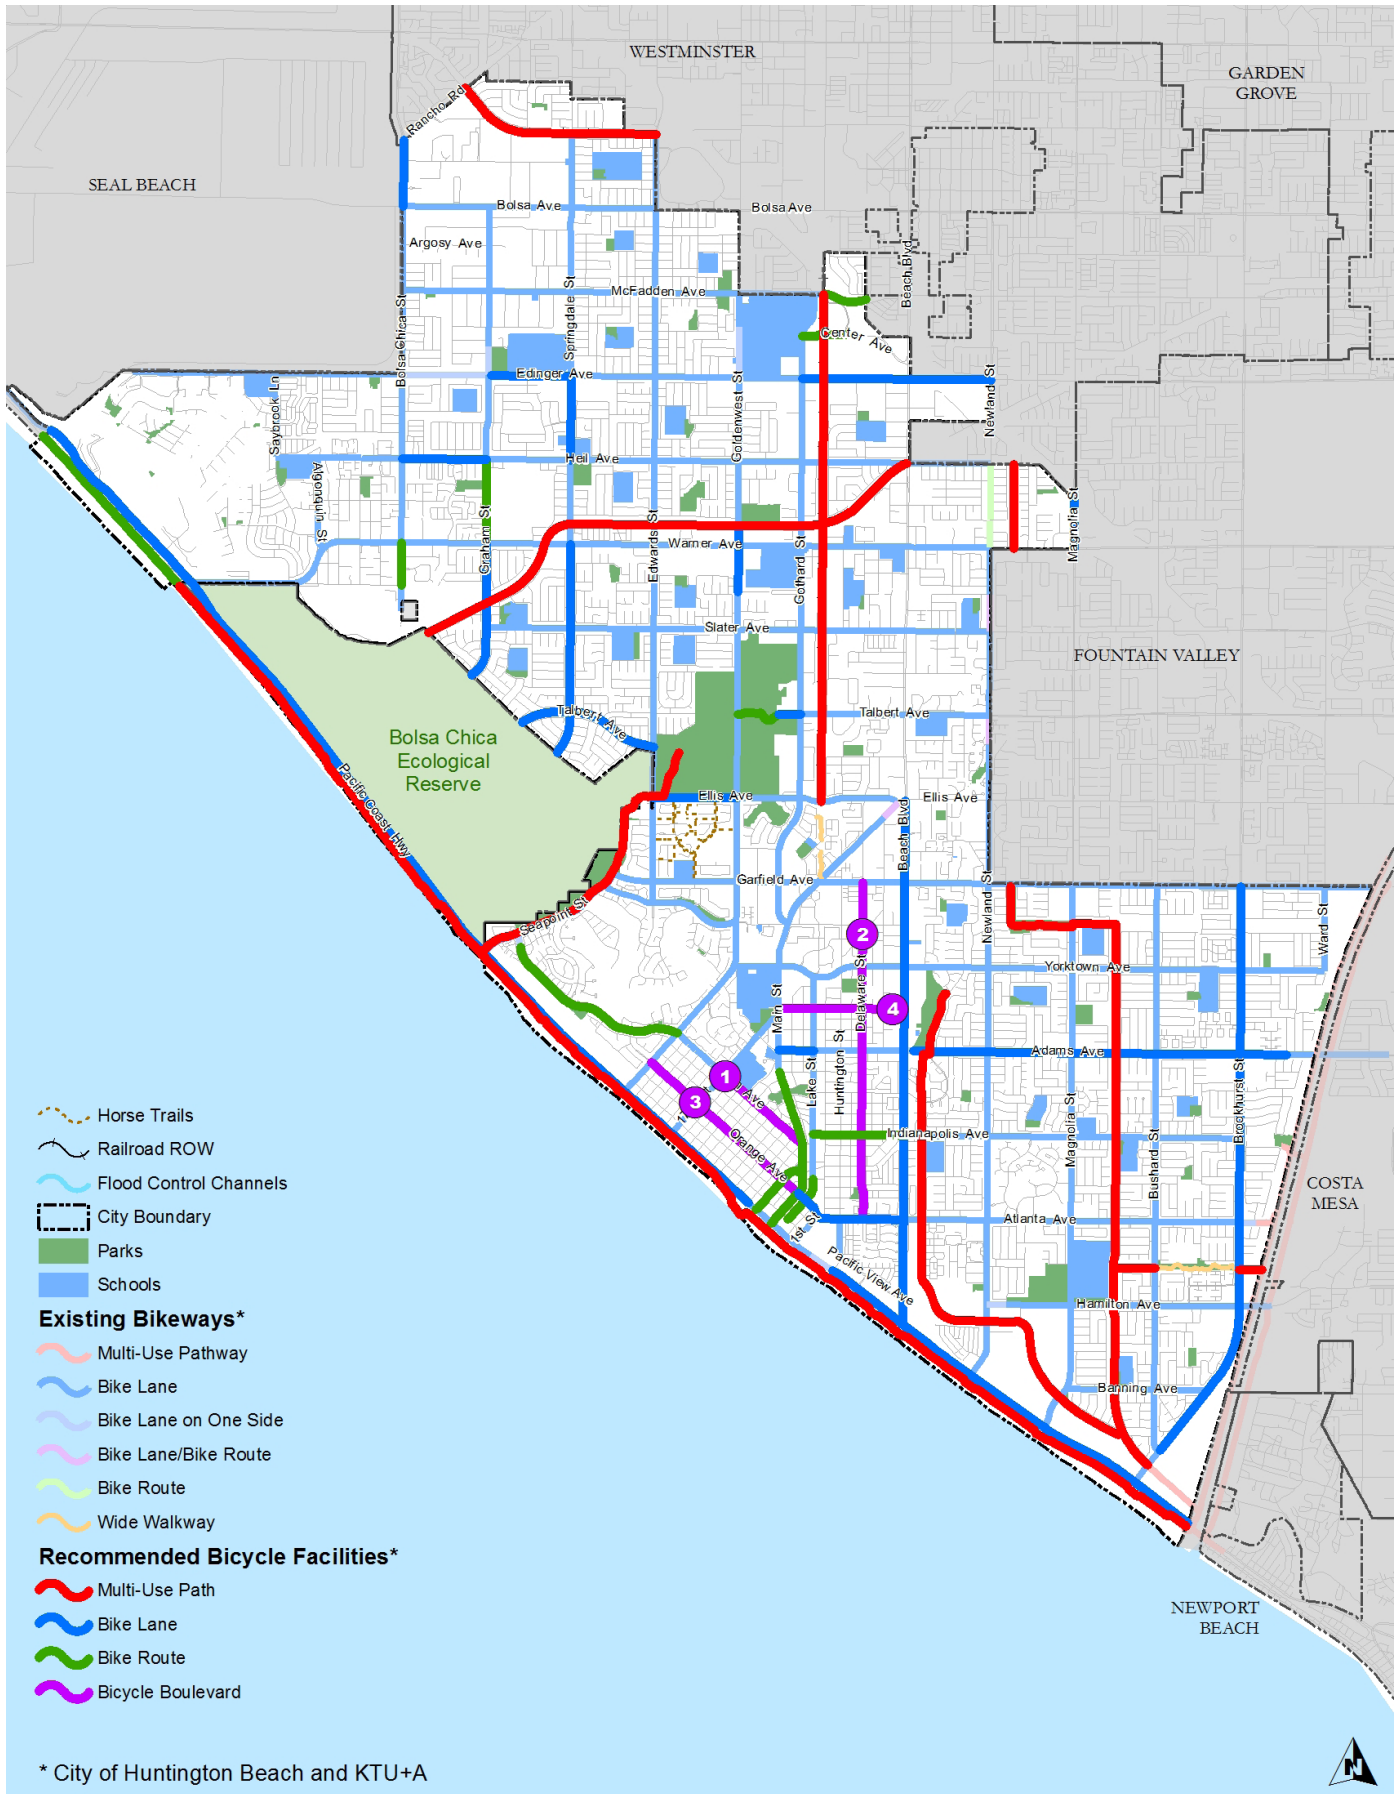 WESTMINSTER
GARDEN
GROVE
Rancho Rd
SEAL BEACH
Bolsa Ave
Bolsa Ave
Argosy Ave
Beach Blvd
McFadden Ave
Springdale St
Bolsa Chica St
Center Ave
Edinger Ave
Saybrook Ln
Goldenwest St
Newland St
Heil Ave
Algonquin St
Magnolia St
Graham St
Edwards St
Warner Ave
Gothard St
Slater Ave
FOUNTAIN VALLEY
Talbert Ave
Talbert Ave
Bolsa Chica
Ecological
Reserve
Pacific Coast Hwy
Ellis Ave
Ellis Ave
Beach Blvd
Garfield Ave
Newland St
Seapoint St
Ward St
2
Delaware St
Yorktown Ave
Main St
4
Huntington St
Adams Ave
Lake St
1
Ave
3
Brockhurst St
Magnolia St
Bushard St
Indianapolis Ave
Orange Ave
COSTA
MESA
Atlanta Ave
1st St
Pacific View Ave
Hamilton Ave
Banning Ave
NEWPORT
BEACH
Horse Trails
Railroad ROW
Flood Control Channels
City Boundary
Parks
Schools
Existing Bikeways*
Multi-Use Pathway
Bike Lane
Bike Lane on One Side
Bike Lane/Bike Route
Bike Route
Wide Walkway
Recommended Bicycle Facilities*
Multi-Use Path
Bike Lane
Bike Route
Bicycle Boulevard
* City of Huntington Beach and KTU+A
N